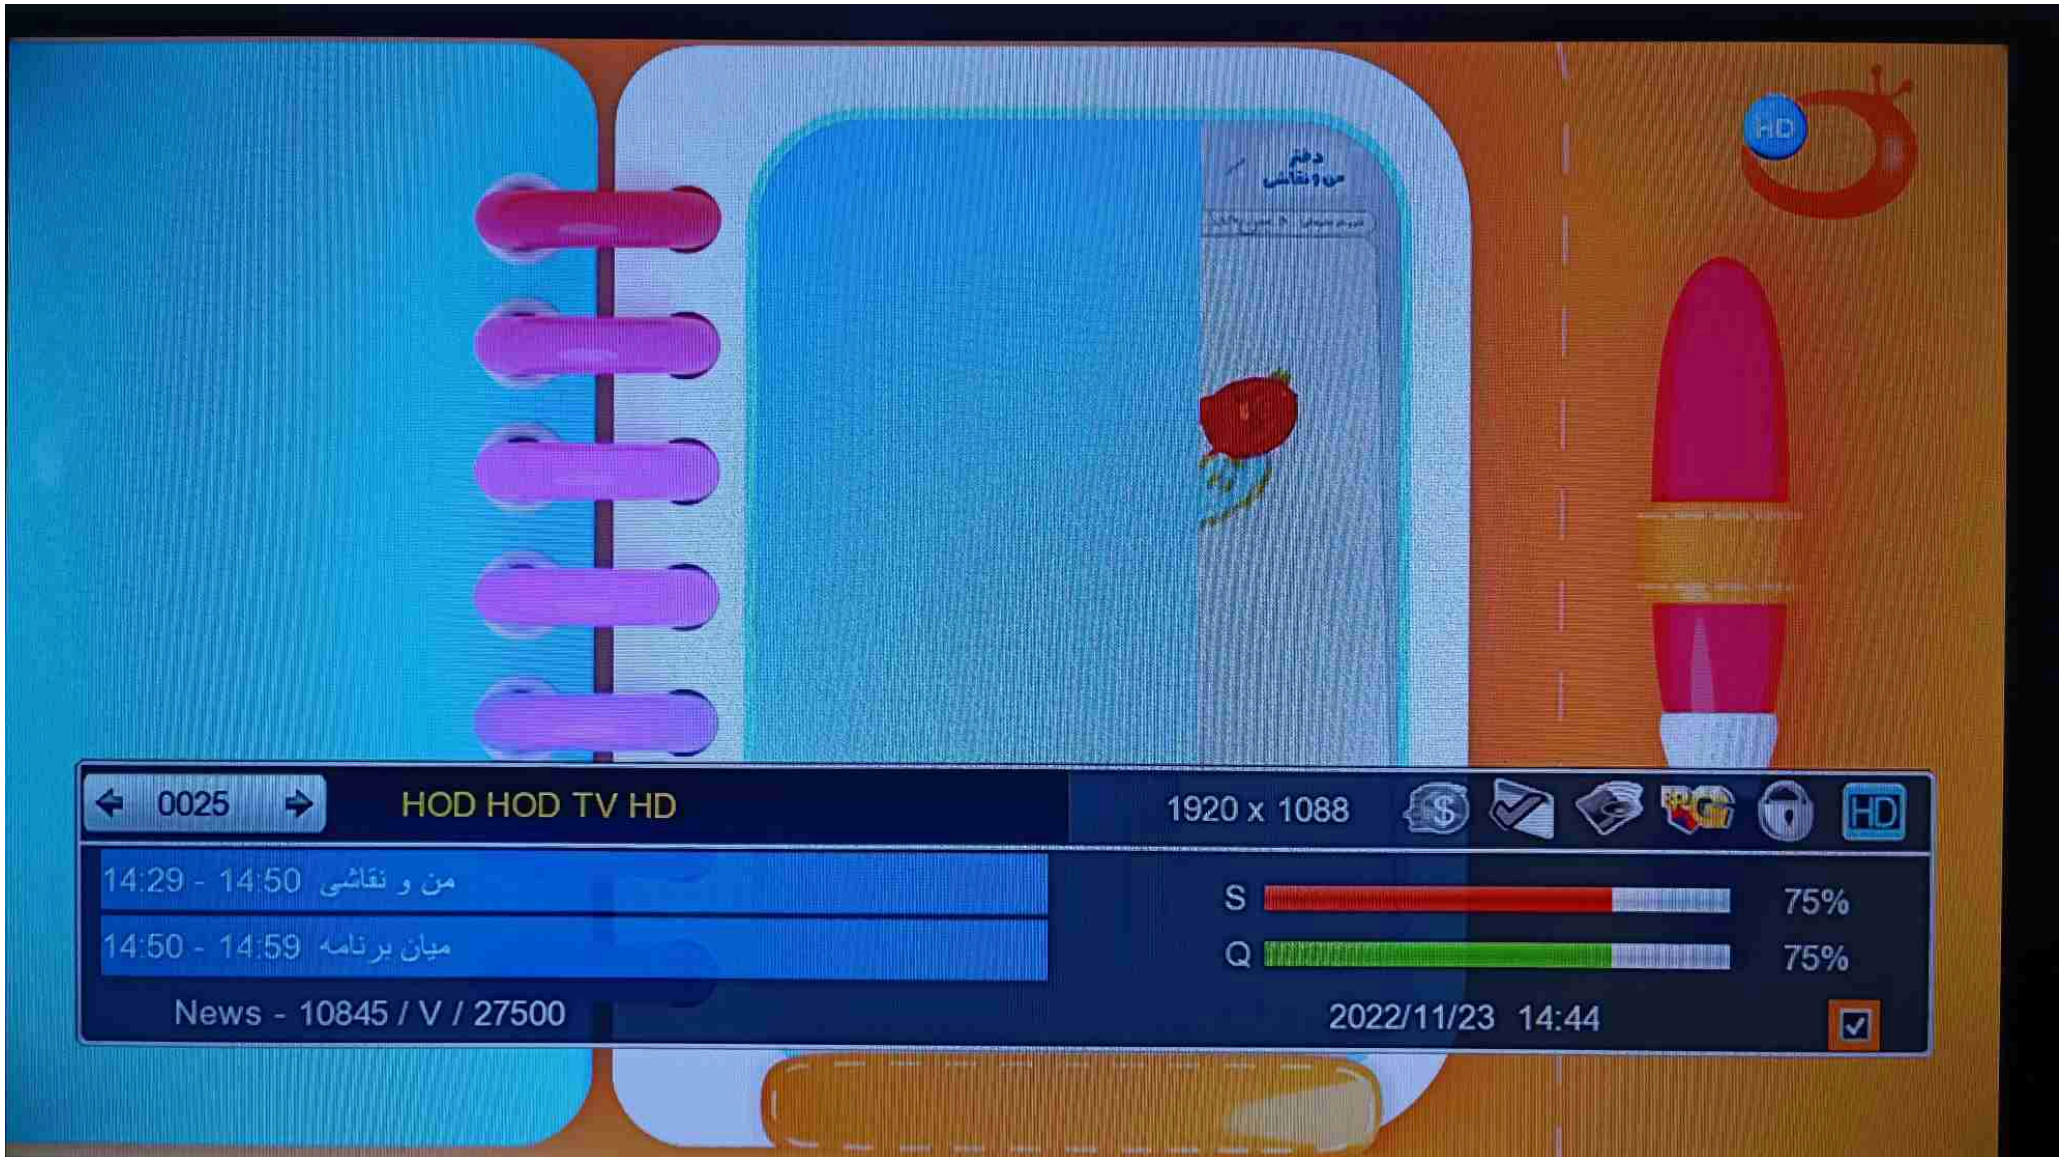 HD
دفتر
من و نقاشی
0025
HOD HOD TV HD
1920 x 1088
$
HD
14:29 - 14:50 من و نقاشی
S
75%
14:50 - 14:59 میان برنامه
Q
75%
News - 10845 / V / 27500
2022/11/23 14:44